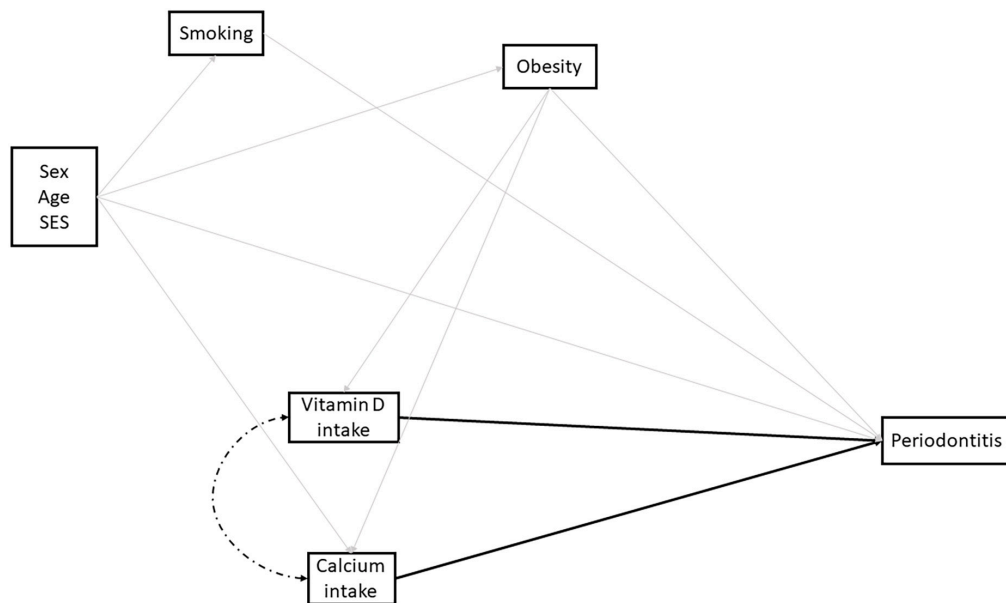 Smoking
Obesity
Sex
Age
SES
Vitamin D
intake
Periodontitis
Calcium
intake